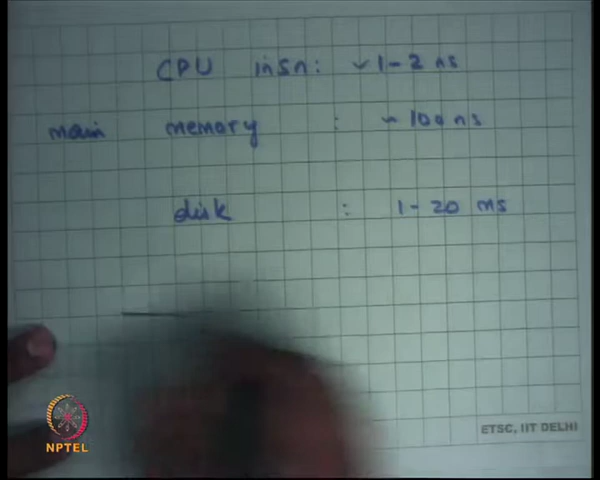 CPU insn: ~ 1-2 ns
main memory : ~ 100 ns
disk : 1-20 ms
ETSC, IIT DELHI
NPTEL